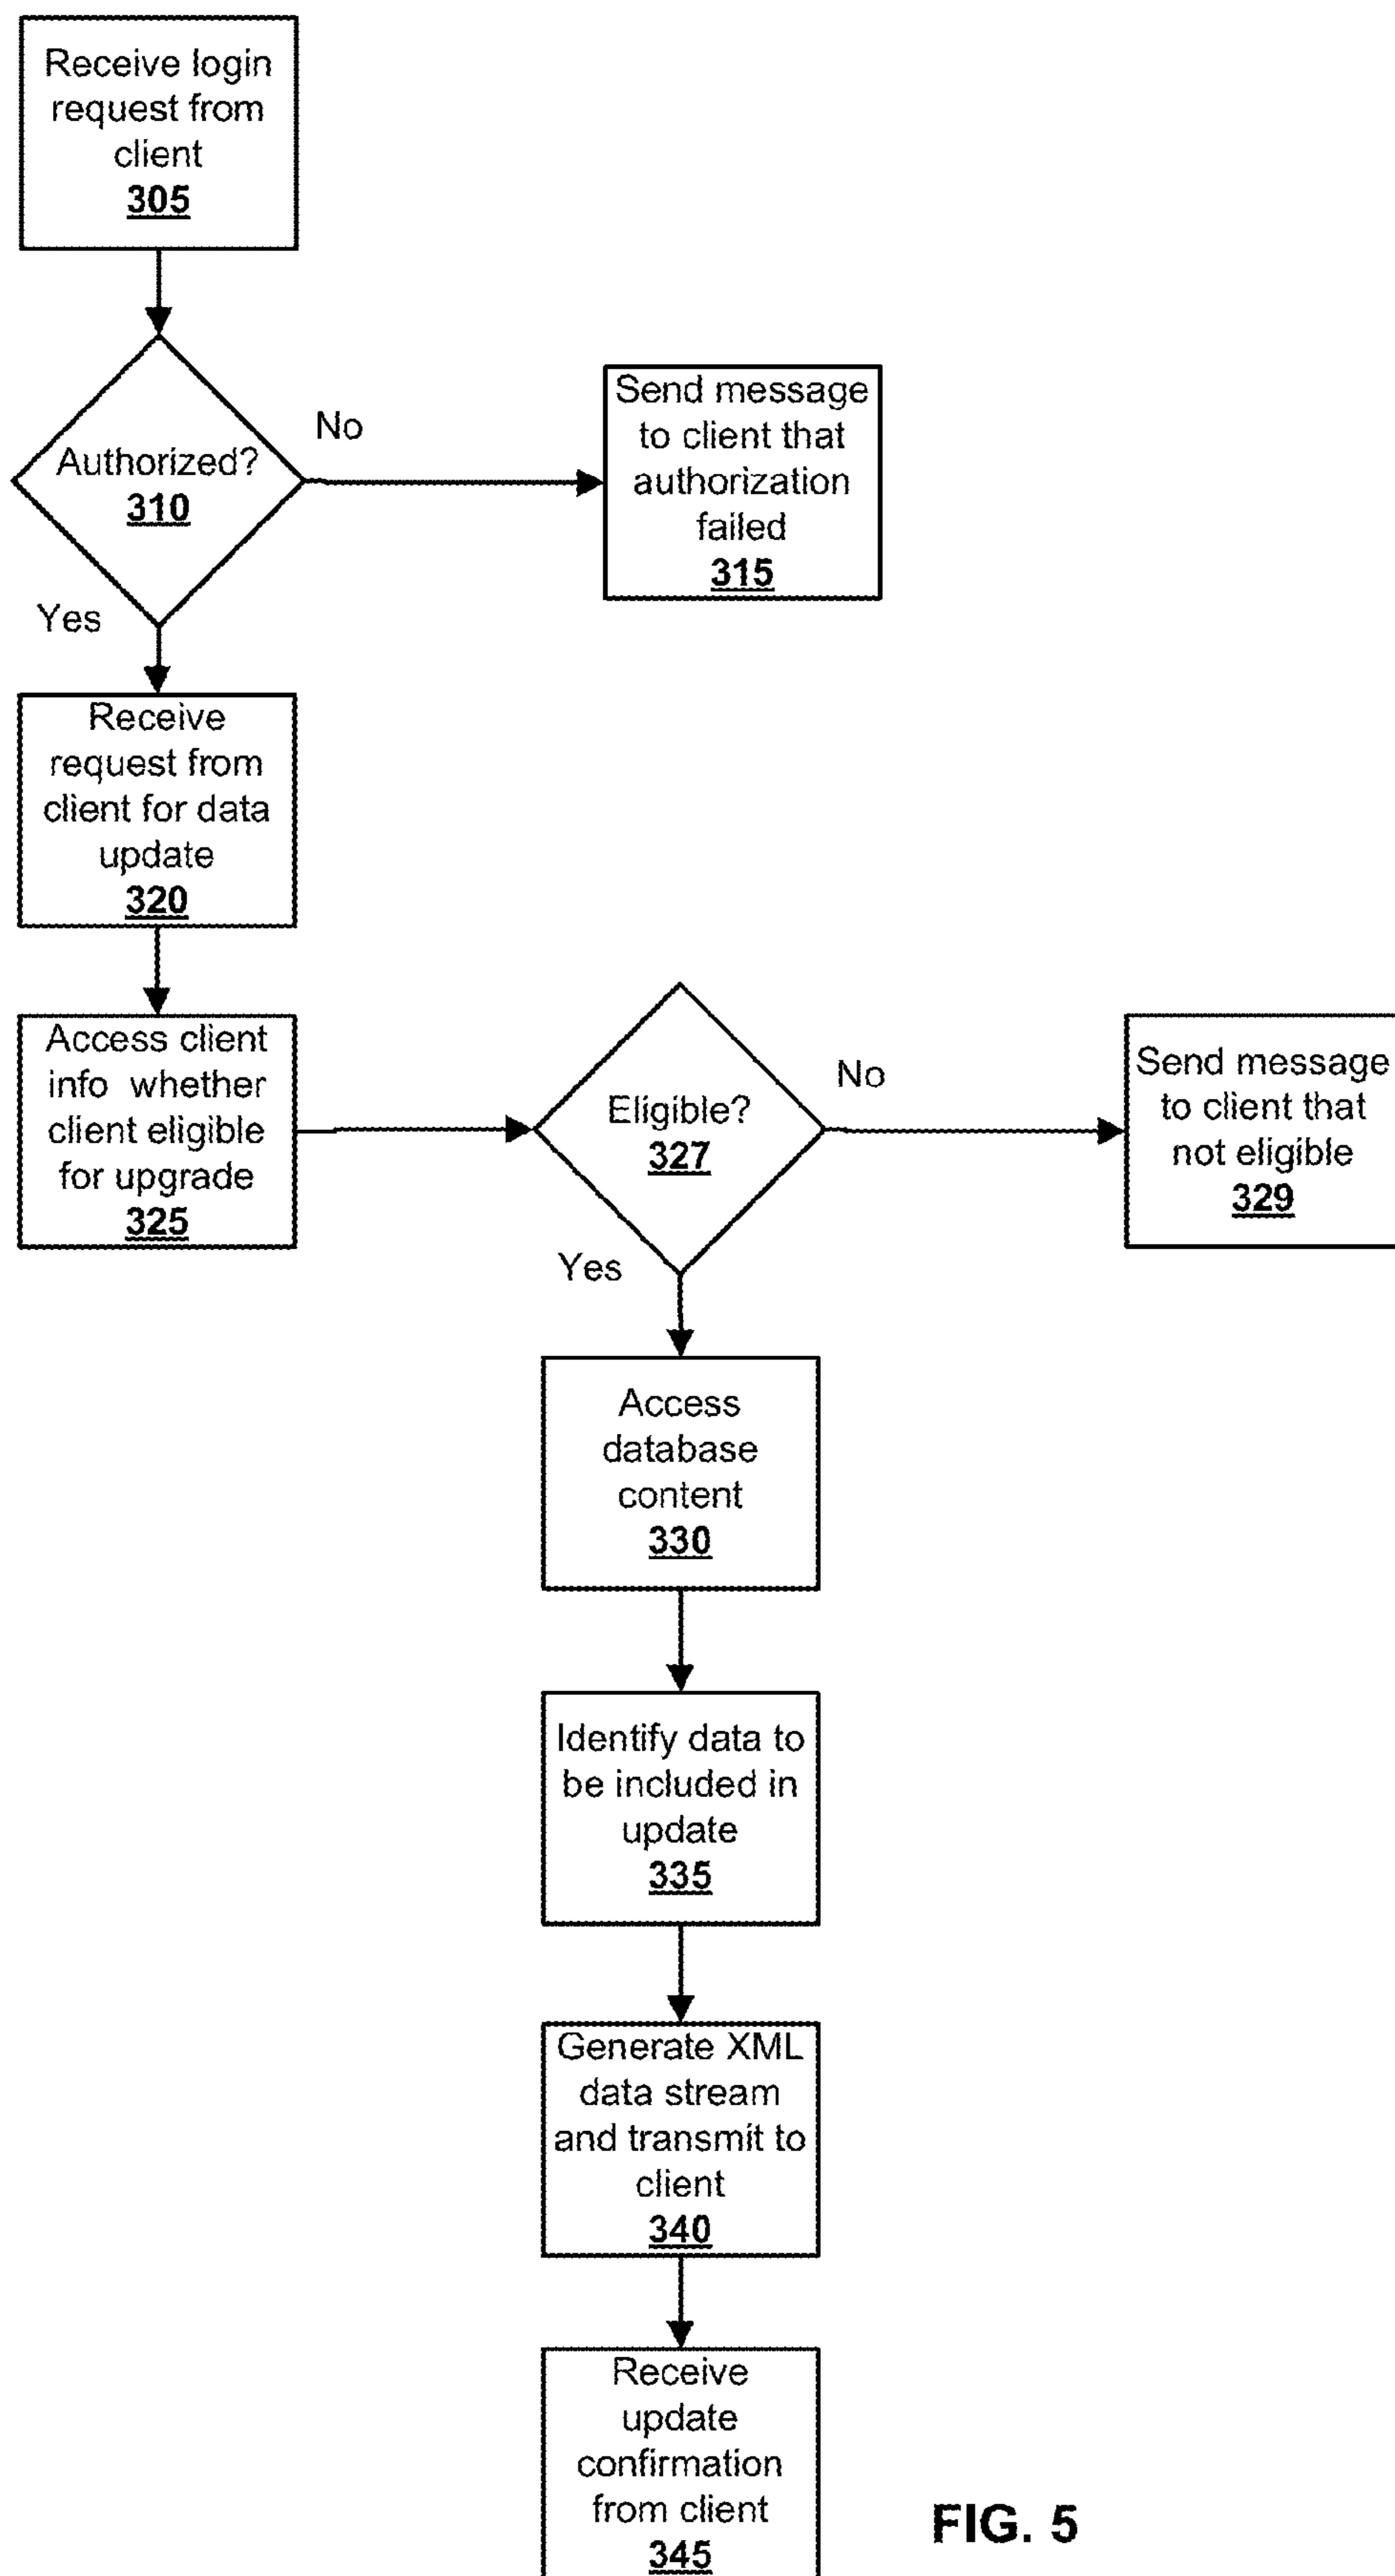 Receive login
request from
client
305
Authorized?
310
No
Yes
Send message
to client that
authorization
failed
315
Receive
request from
client for data
update
320
Access client
info whether
client eligible
for upgrade
325
Eligible?
327
No
Yes
Send message
to client that
not eligible
329
Access
database
content
330
Identify data to
be included in
update
335
Generate XML
data stream
and transmit to
client
340
Receive
update
confirmation
from client
345
FIG. 5